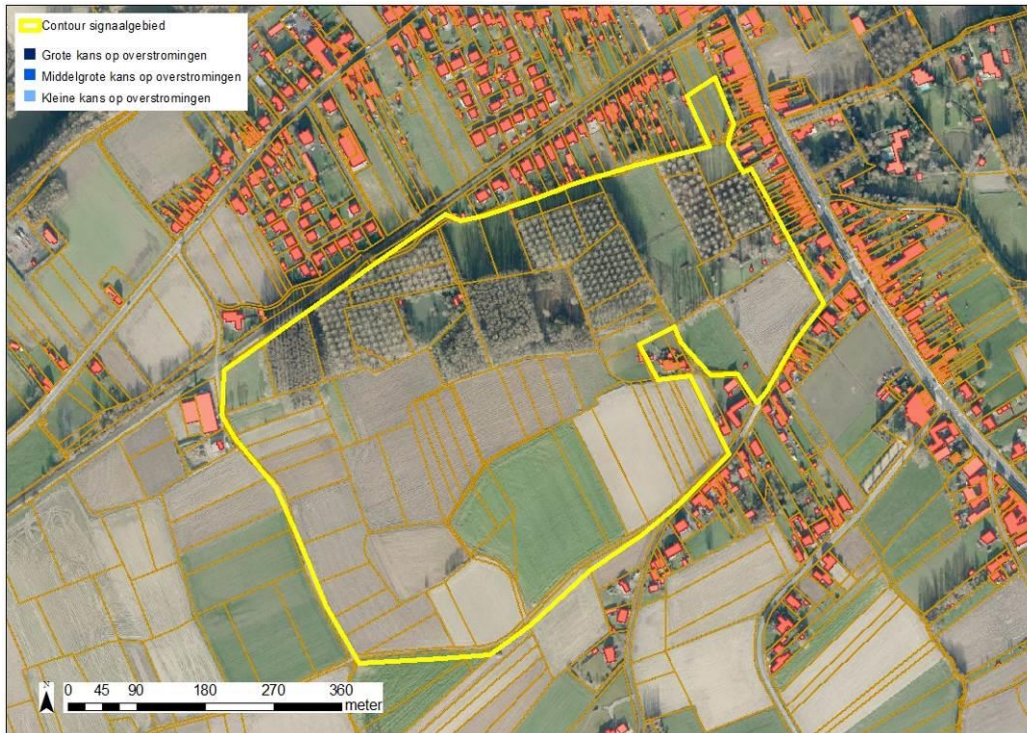 Contour signaalgebied
Grote kans op overstromingen
Middelgrote kans op overstromingen
Kleine kans op overstromingen
N
0 45 90 180 270 360
meter